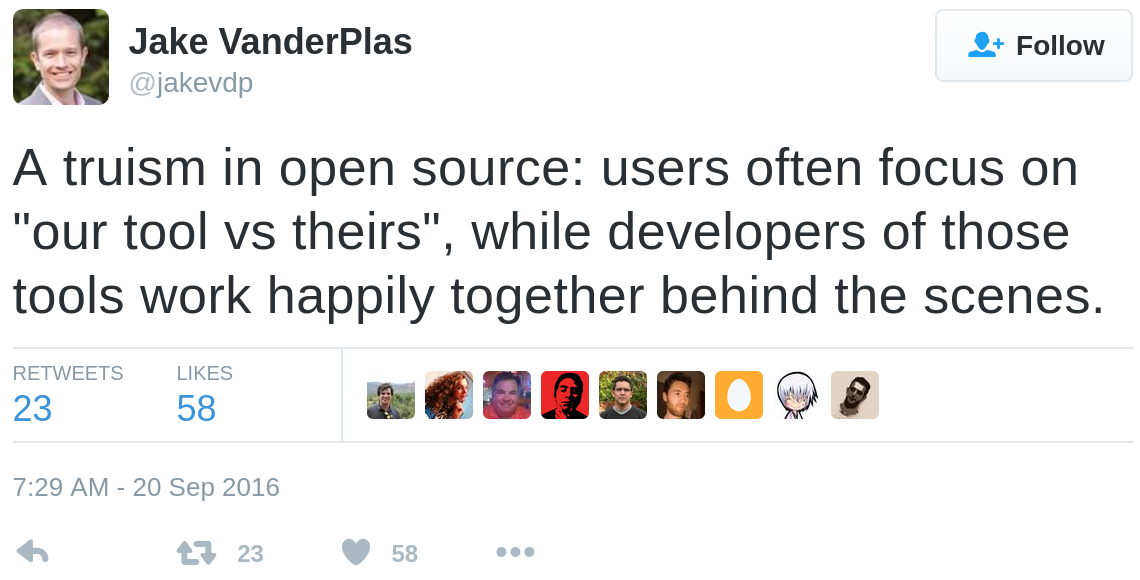 Jake VanderPlas
@jakevdp
Follow
A truism in open source: users often focus on
"our tool vs theirs", while developers of those
tools work happily together behind the scenes.
RETWEETS LIKES
23 58
7:29 AM - 20 Sep 2016
23 58